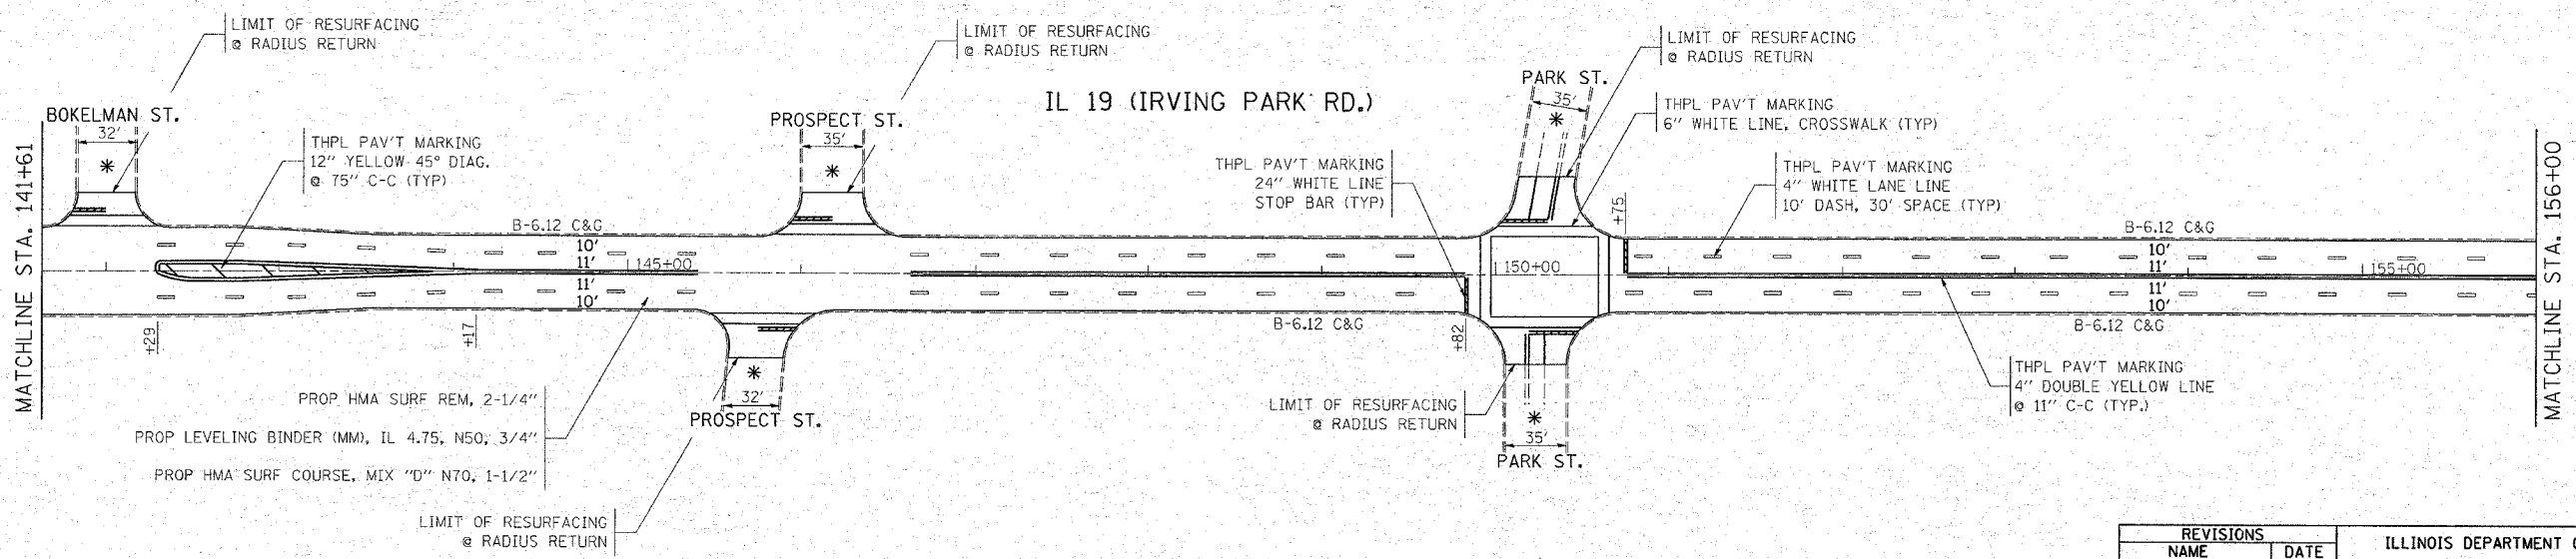 LIMIT OF RESURFACING
@ RADIUS RETURN
LIMIT OF RESURFACING
@ RADIUS RETURN
LIMIT OF RESURFACING
@ RADIUS RETURN
IL 19 (IRVING PARK RD.)
PARK ST.
35'
*
THPL PAV'T MARKING
6" WHITE LINE, CROSSWALK (TYP)
BOKELMAN ST.
32'
*
PROSPECT ST.
35'
*
THPL PAV'T MARKING
12" YELLOW 45° DIAG.
@ 75" C-C (TYP)
THPL PAV'T MARKING
24" WHITE LINE
STOP BAR (TYP)
THPL PAV'T MARKING
4" WHITE LANE LINE
10' DASH, 30' SPACE (TYP)
MATCHLINE STA. 141+61
MATCHLINE STA. 156+00
+75
B-6.12 C&G
B-6.12 C&G
10'
11'
11'
10'
145+00
150+00
10'
11'
11'
10'
155+00
+29
+17
B-6.12 C&G
+82
B-6.12 C&G
*
32'
PROSPECT ST.
PROP HMA SURF REM, 2-1/4"
PROP LEVELING BINDER (MM), IL 4.75, N50, 3/4"
PROP HMA SURF COURSE, MIX "D" N70, 1-1/2"
LIMIT OF RESURFACING
@ RADIUS RETURN
*
35'
PARK ST.
THPL PAV'T MARKING
4" DOUBLE YELLOW LINE
@ 11" C-C (TYP.)
LIMIT OF RESURFACING
@ RADIUS RETURN
REVISIONS
NAME DATE
ILLINOIS DEPARTMENT